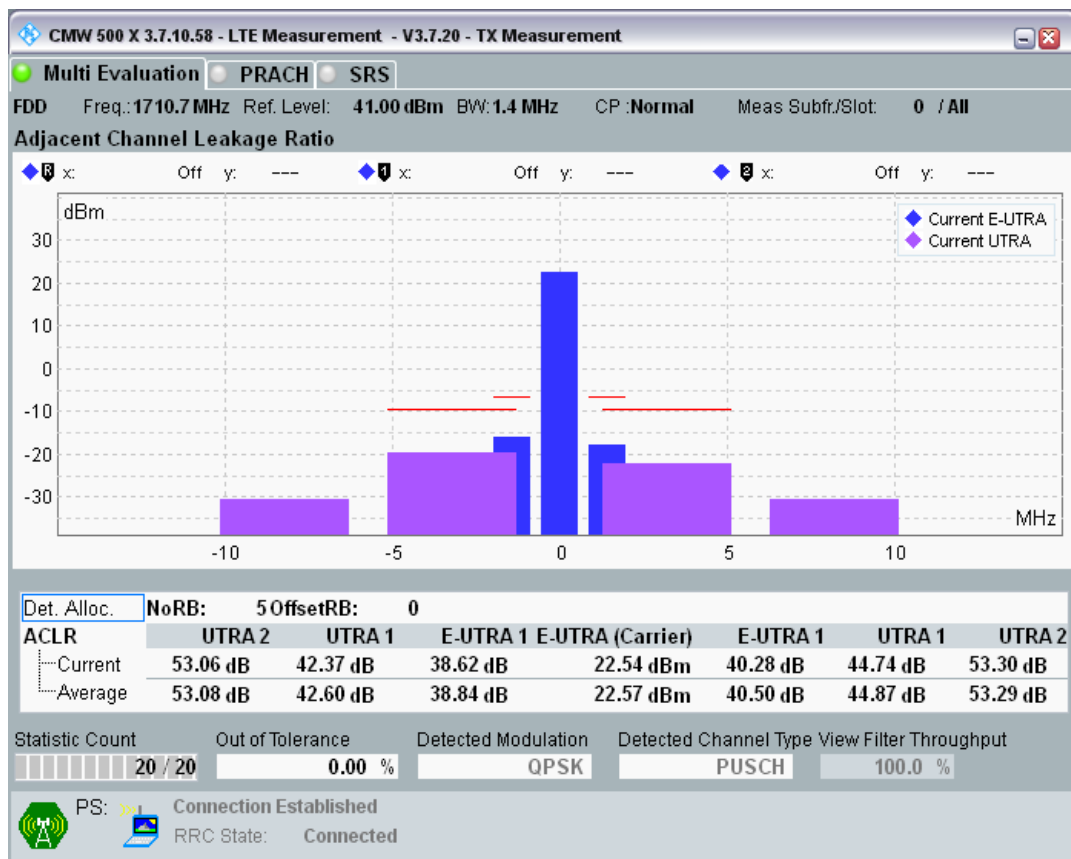 CMW 500 X 3.7.10.58 - LTE Measurement - V3.7.20 - TX Measurement
Multi Evaluation PRACH SRS
FDD Freq.: 1710.7 MHz Ref. Level: 41.00 dBm BW: 1.4 MHz CP : Normal Meas Subfr./Slot: 0 / All
Adjacent Channel Leakage Ratio
R x: Off y: --- 1 x: Off y: --- 2 x: Off y: ---
dBm
Current E-UTRA
Current UTRA
30
20
10
0
-10
-20
-30
MHz
-10 -5 0 5 10
Det. Alloc. NoRB: 5 OffsetRB: 0
ACLR UTRA 2 UTRA 1 E-UTRA 1 E-UTRA (Carrier) E-UTRA 1 UTRA 1 UTRA 2
Current 53.06 dB 42.37 dB 38.62 dB 22.54 dBm 40.28 dB 44.74 dB 53.30 dB
Average 53.08 dB 42.60 dB 38.84 dB 22.57 dBm 40.50 dB 44.87 dB 53.29 dB
Statistic Count Out of Tolerance Detected Modulation Detected Channel Type View Filter Throughput
20 / 20 0.00 % QPSK PUSCH 100.0 %
PS: Connection Established
RRC State: Connected